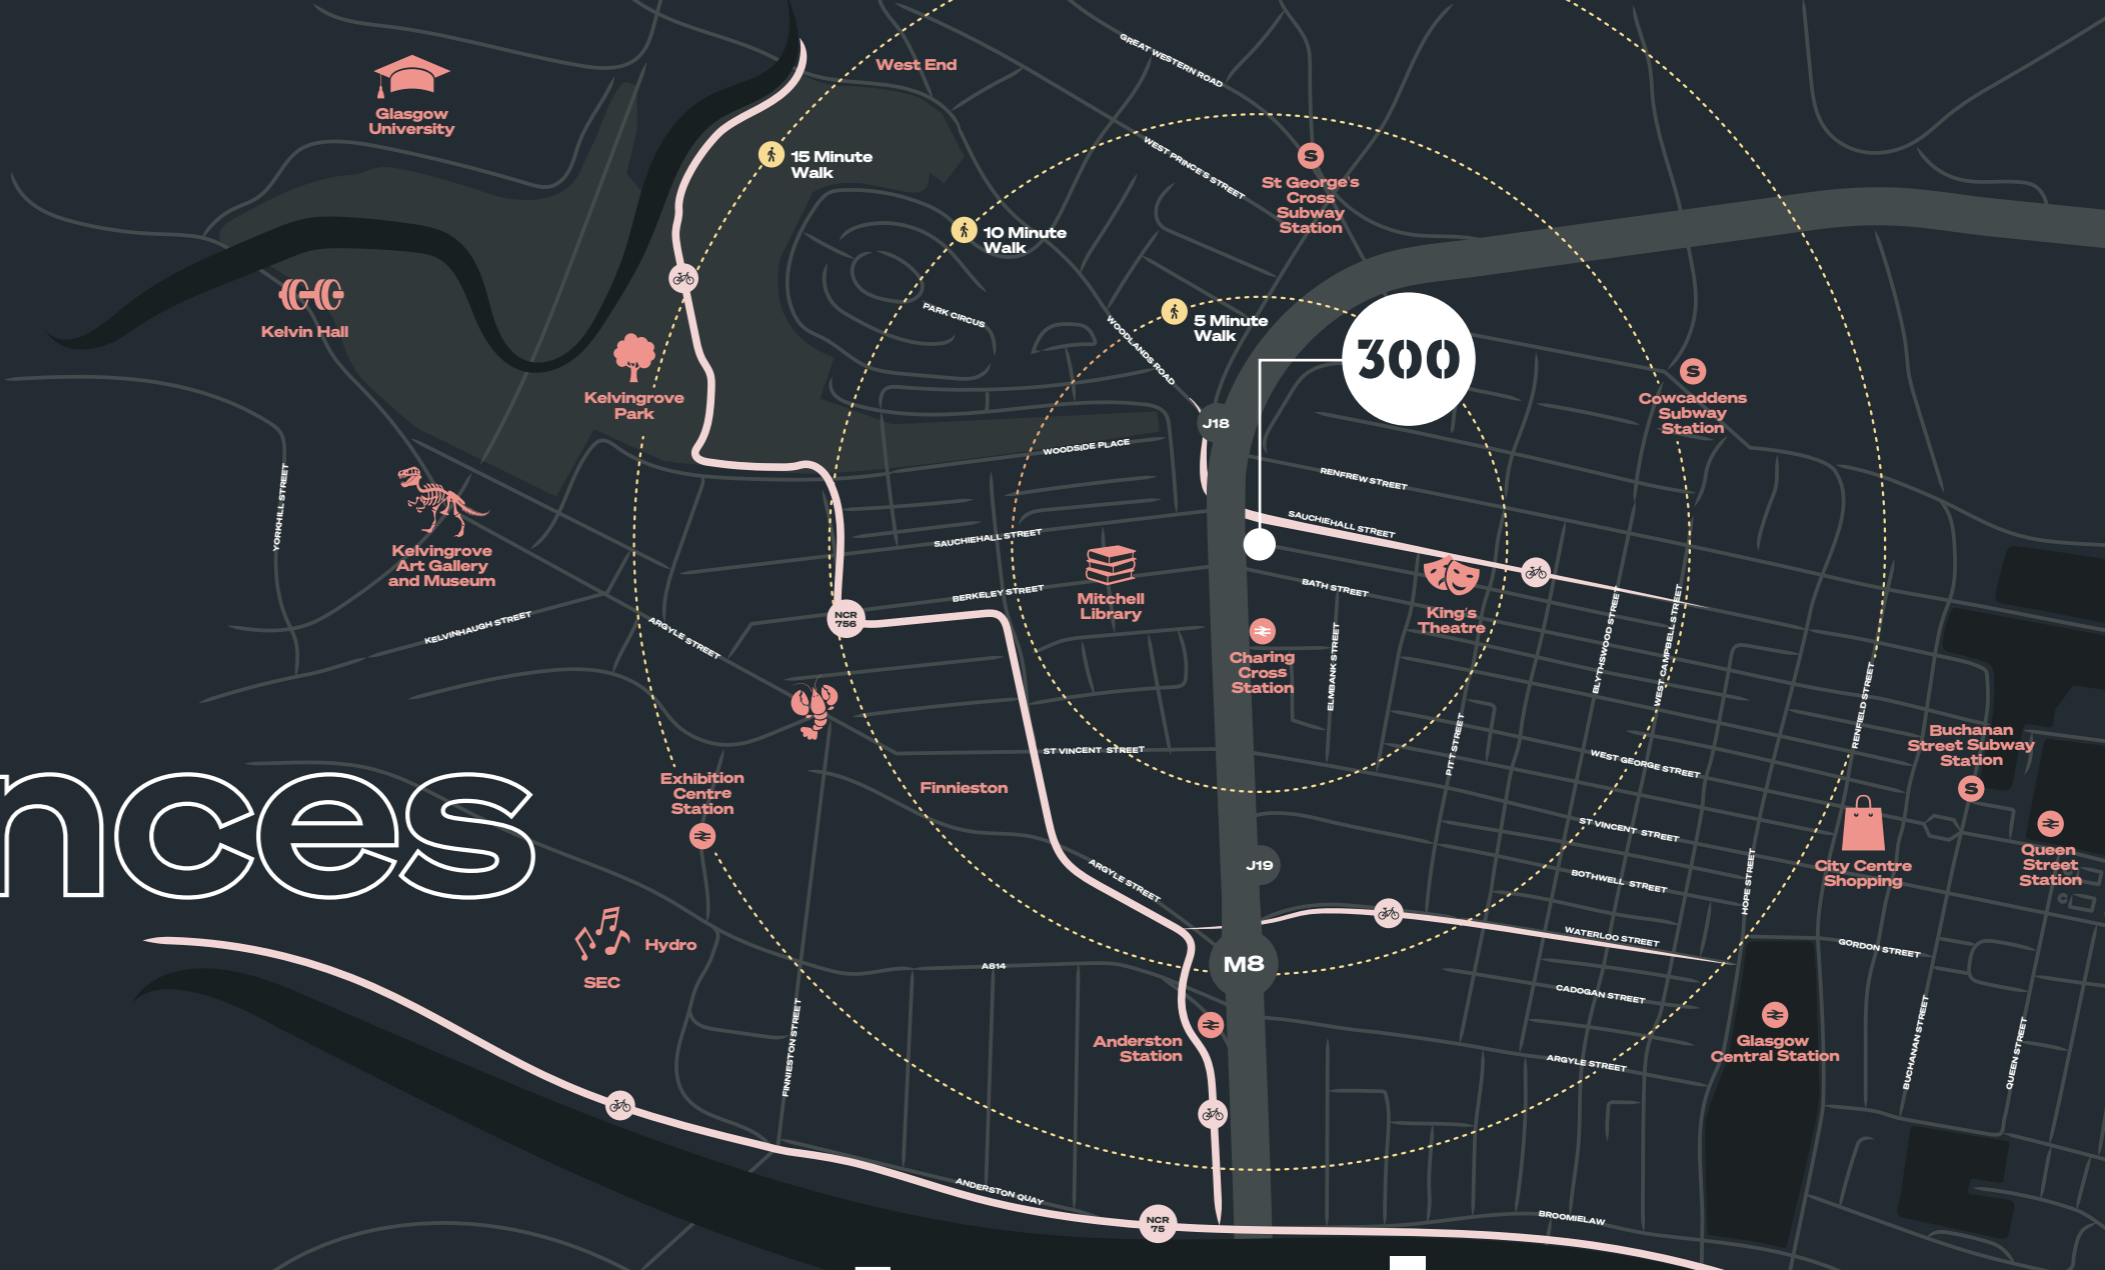 GREAT WESTERN ROAD
West End
Glasgow
University
15 Minute
Walk
WEST PRINCE'S STREET
S
St George's
Cross
Subway
Station
10 Minute
Walk
Kelvin Hall
PARK CIRCUS
WOODLANDS ROAD
5 Minute
Walk
300
Kelvingrove
Park
S
Cowcaddens
Subway
Station
J18
WOODSIDE PLACE
RENFREW STREET
YORKHILL STREET
SAUCHIEHALL STREET
SAUCHIEHALL STREET
Kelvingrove
Art Gallery
and Museum
BERKELEY STREET
Mitchell
Library
BATH STREET
King's
Theatre
NCR
756
KELVINHAUGH STREET
ARGYLE STREET
Charing
Cross
Station
ELMBANK STREET
BLYTHSWOOD STREET
WEST CAMPBELL STREET
RENFIELD STREET
PITT STREET
ST VINCENT STREET
WEST GEORGE STREET
Buchanan
Street Subway
Station
S
Exhibition
Centre
Station
Finnieston
nces
ST VINCENT STREET
J19
ARGYLE STREET
BOTHWELL STREET
HOPE STREET
City Centre
Shopping
Queen
Street
Station
Hydro
SEC
A814
M8
WATERLOO STREET
GORDON STREET
CADOGAN STREET
FINNIESTON STREET
Anderston
Station
ARGYLE STREET
Glasgow
Central Station
BUCHANAN STREET
QUEEN STREET
ANDERSTON QUAY
NCR
75
BROOMIELAW